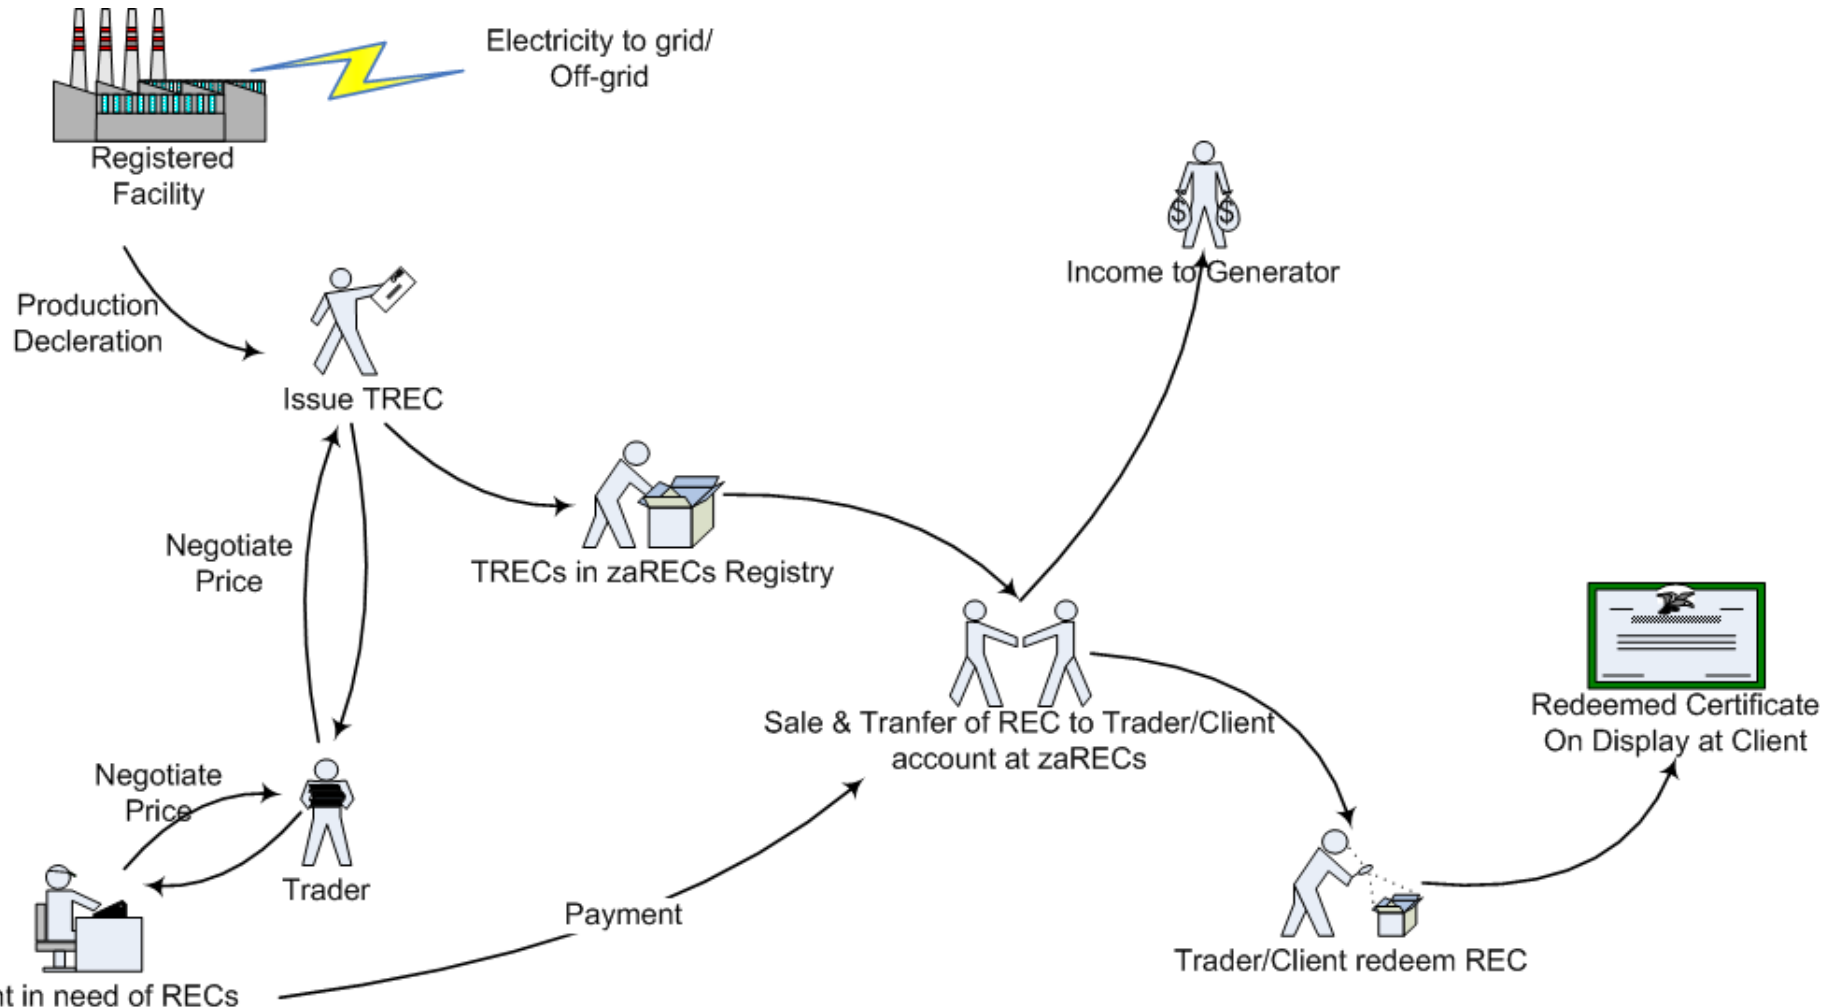 Electricity to grid/
Off-grid
Registered
Facility
Production
Decleration
Issue TREC
Income to Generator
Negotiate
Price
TRECs in zaRECs Registry
Sale & Tranfer of REC to Trader/Client
account at zaRECs
Redeemed Certificate
On Display at Client
Negotiate
Price
Trader
Payment
Trader/Client redeem REC
in need of RECs